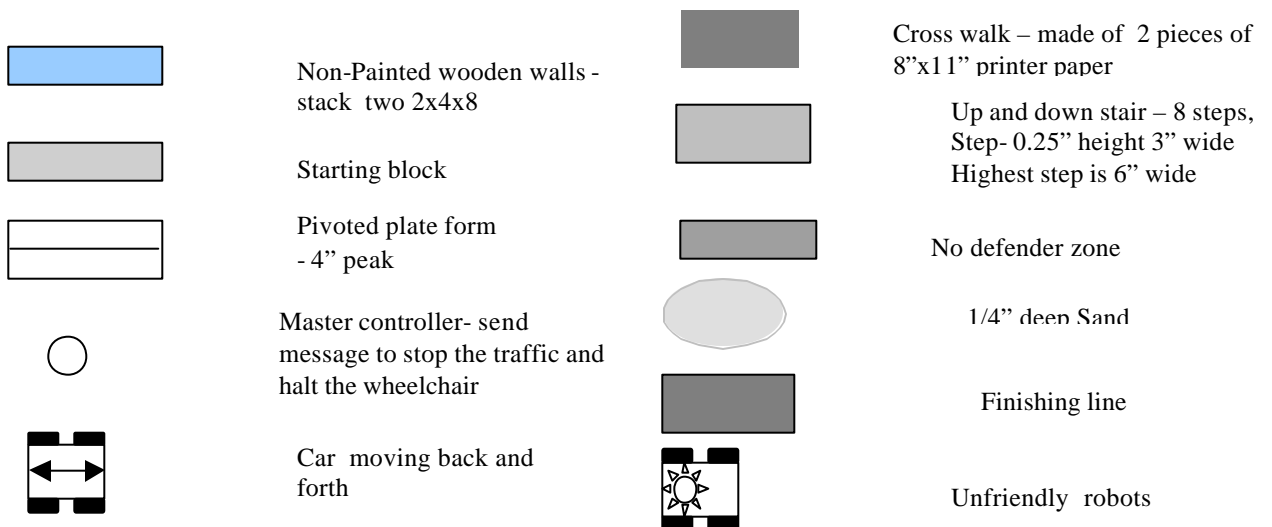 Non-Painted wooden walls -
stack two 2x4x8
Starting block
Pivoted plate form
- 4” peak
Master controller- send
message to stop the traffic and
halt the wheelchair
Car moving back and
forth
Cross walk – made of 2 pieces of
8”x11” printer paper
Up and down stair – 8 steps,
Step- 0.25” height 3” wide
Highest step is 6” wide
No defender zone
1/4” deep Sand
Finishing line
Unfriendly robots